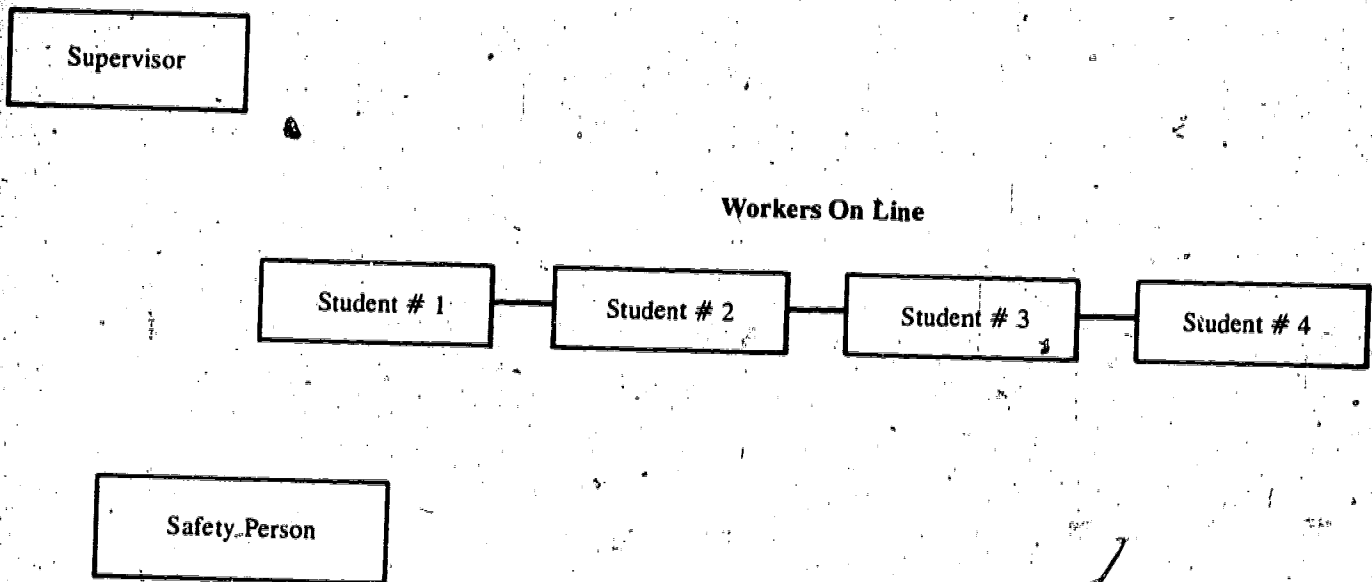 Supervisor
Workers On Line
Student # 1
Student # 2
Student # 3
Student # 4
Safety Person